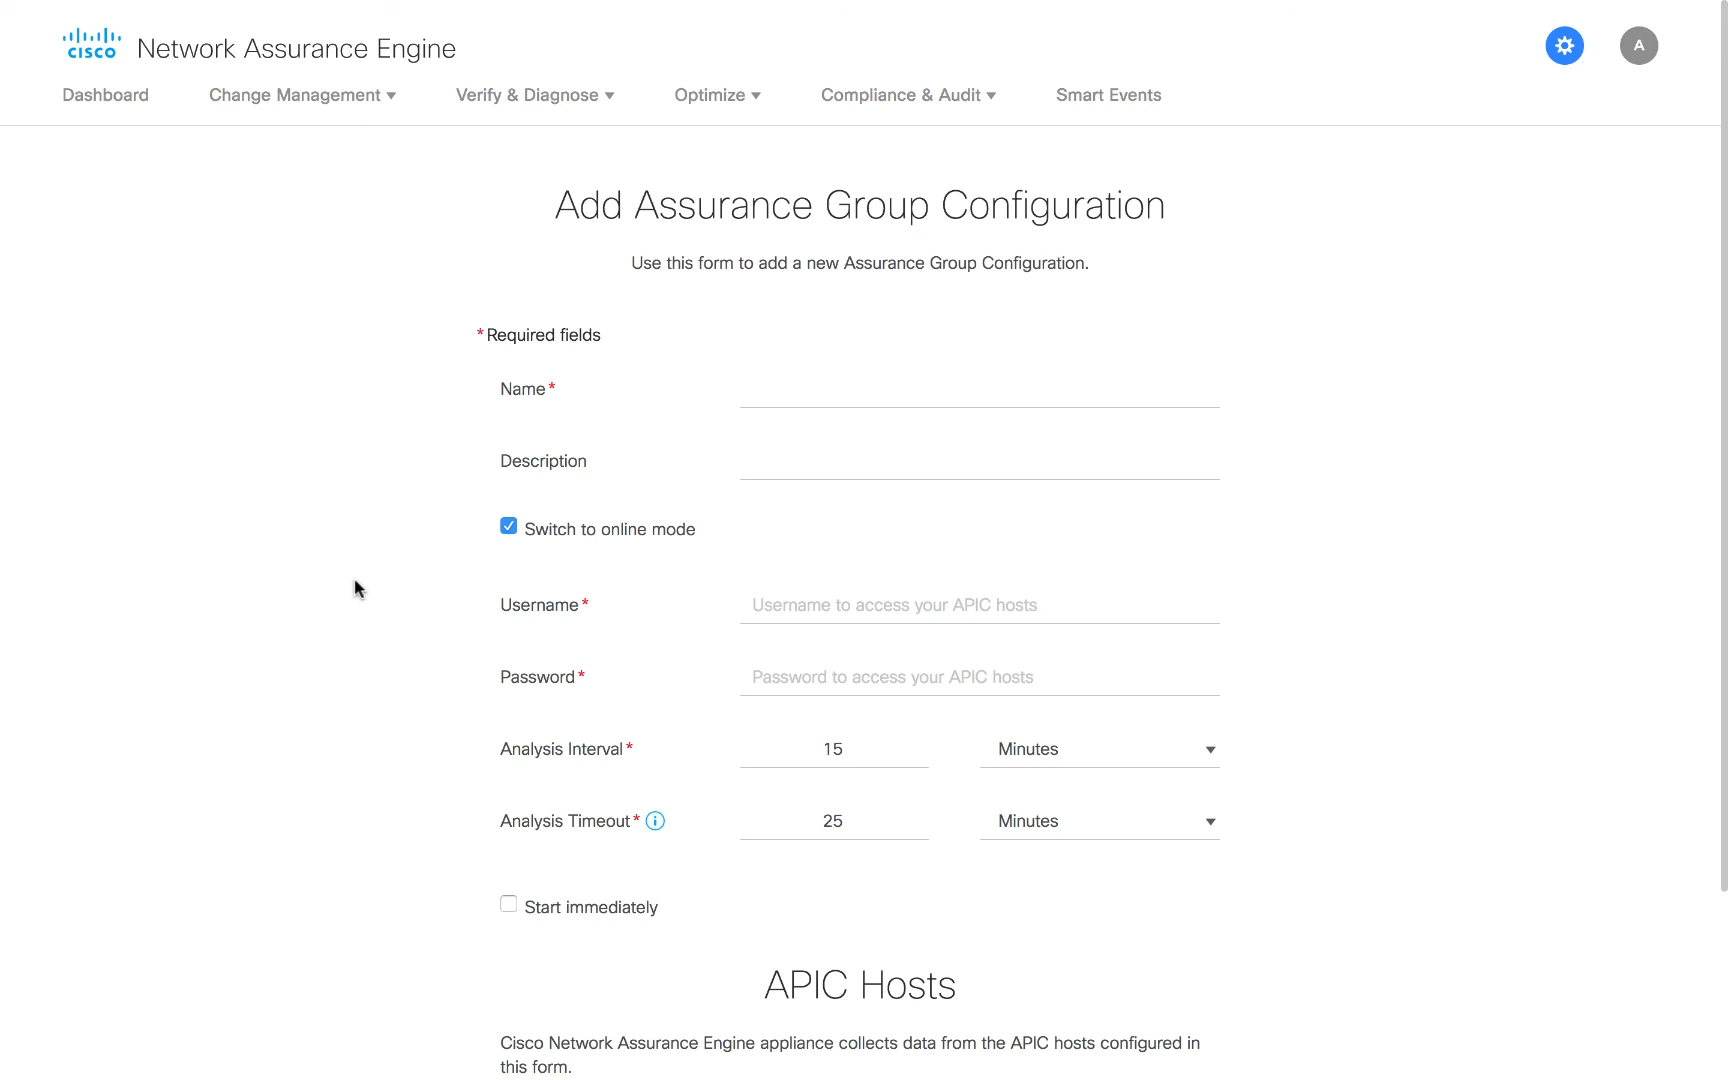 cisco Network Assurance Engine
A
Dashboard Change Management Verify & Diagnose Optimize Compliance & Audit Smart Events
Add Assurance Group Configuration
Use this form to add a new Assurance Group Configuration.
* Required fields
Name *
Description
Switch to online mode
Username * Username to access your APIC hosts
Password * Password to access your APIC hosts
Analysis Interval * 15 Minutes
Analysis Timeout * i 25 Minutes
Start immediately
APIC Hosts
Cisco Network Assurance Engine appliance collects data from the APIC hosts configured in
this form.